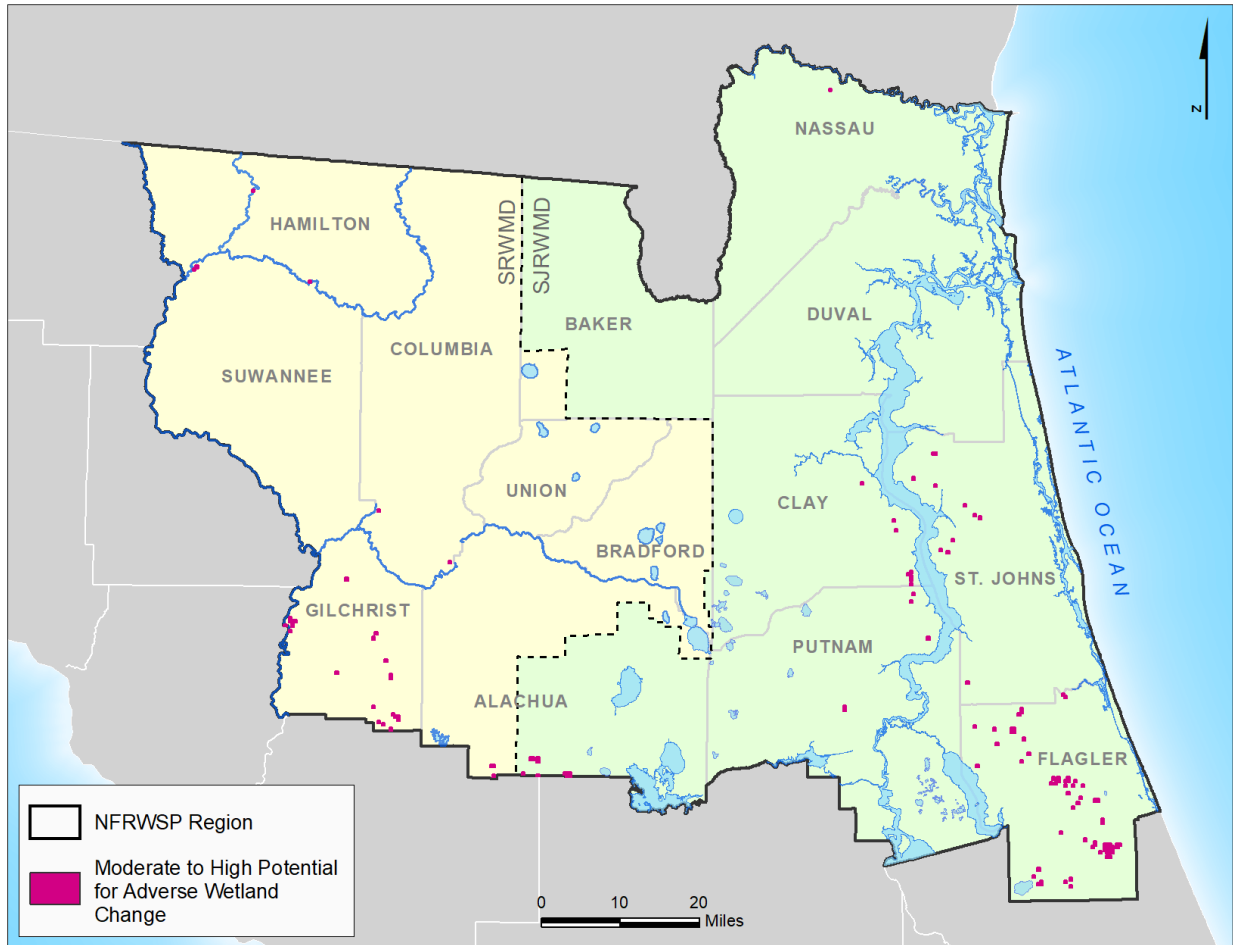 NASSAU
N
HAMILTON
SRWMD
SJRWMD
DUVAL
BAKER
COLUMBIA
SUWANNEE
ATLANTIC OCEAN
UNION
CLAY
BRADFORD
ST. JOHNS
GILCHRIST
PUTNAM
ALACHUA
FLAGLER
NFRWSP Region
Moderate to High Potential
for Adverse Wetland
Change
0 10 20
Miles